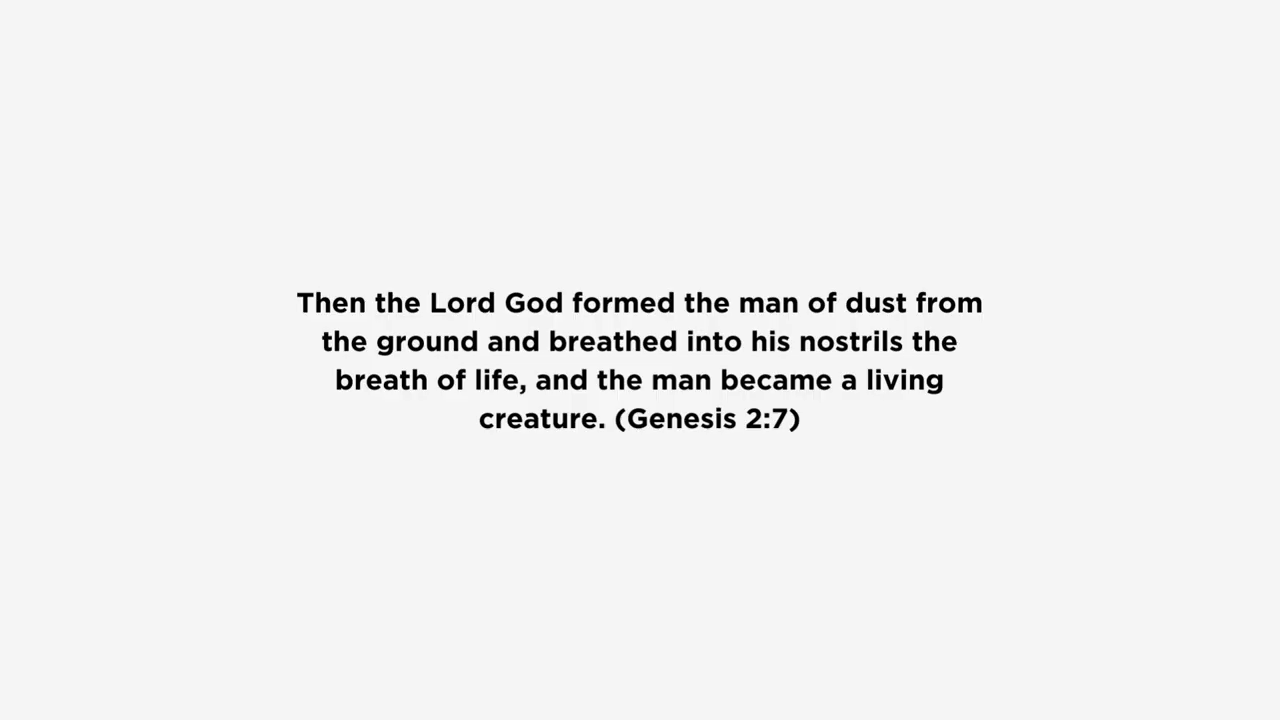 Then the Lord God formed the man of dust from
the ground and breathed into his nostrils the
breath of life, and the man became a living
creature. (Genesis 2:7)